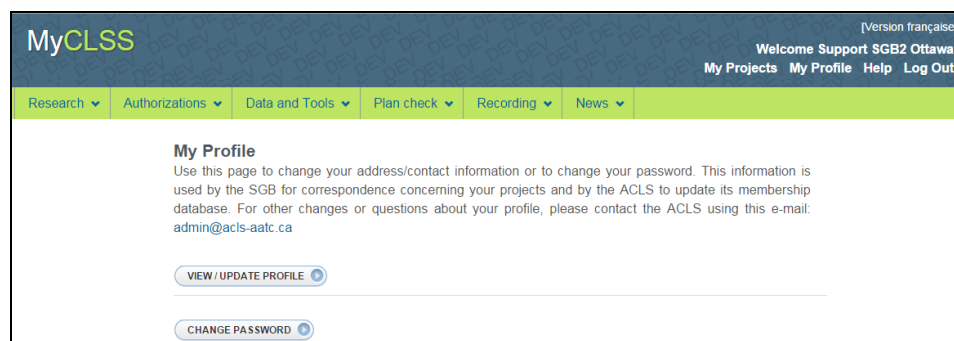 MyCLSS
[Version française
Welcome Support SGB2 Ottawa
My Projects My Profile Help Log Out
Research Authorizations Data and Tools Plan check Recording News
My Profile
Use this page to change your address/contact information or to change your password. This information is
used by the SGB for correspondence concerning your projects and by the ACLS to update its membership
database. For other changes or questions about your profile, please contact the ACLS using this e-mail:
admin@acls-aatc.ca
VIEW / UPDATE PROFILE
CHANGE PASSWORD